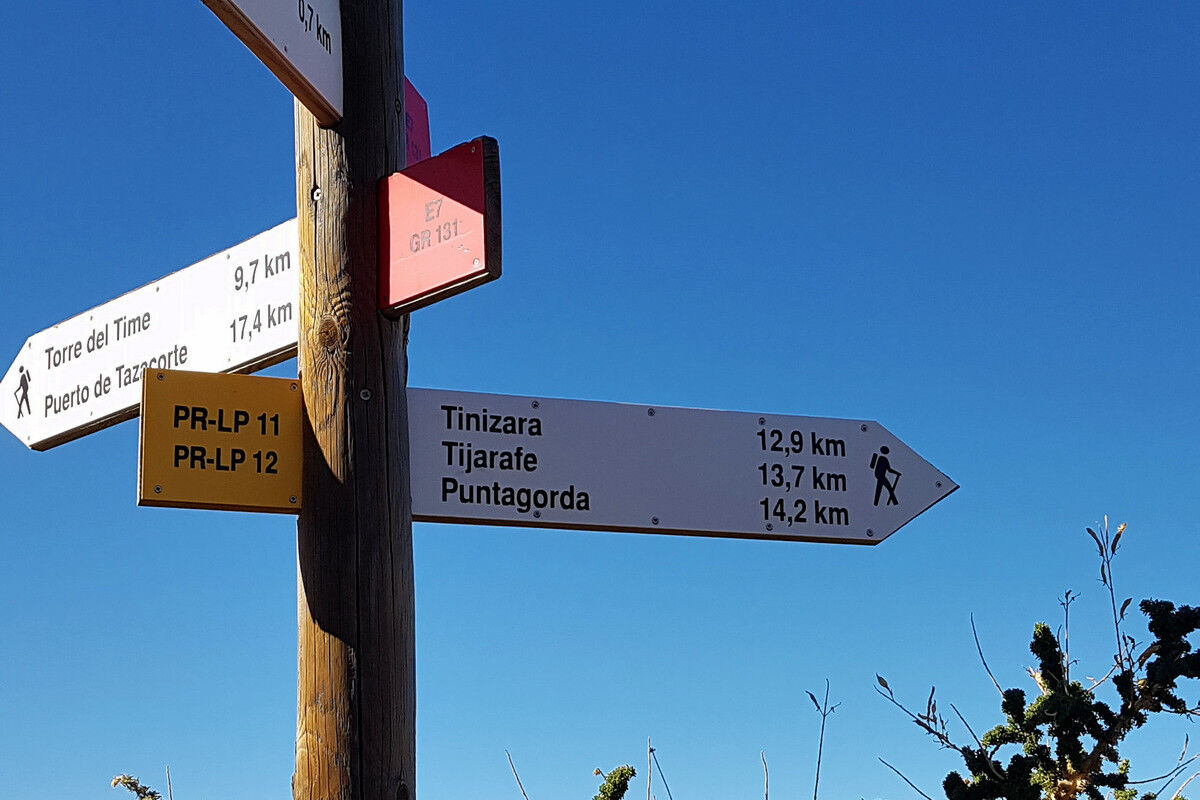 0,7 km
E7
GR 131
9,7 km
Torre del Time
17,4 km
Puerto de Tazacorte
PR-LP 11
PR-LP 12
Tinizara 12,9 km
Tijarafe 13,7 km
Puntagorda 14,2 km